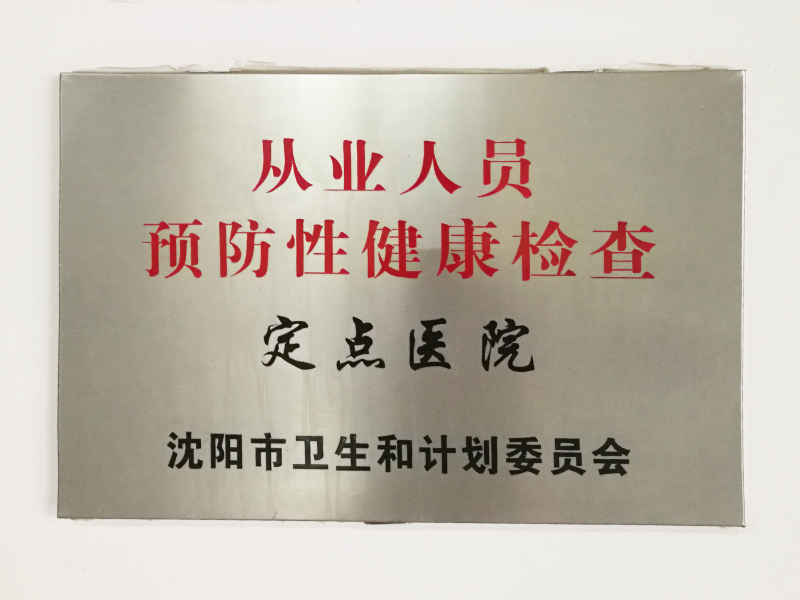 从业人员
预防性健康检查
定点医院
沈阳市卫生和计划委员会